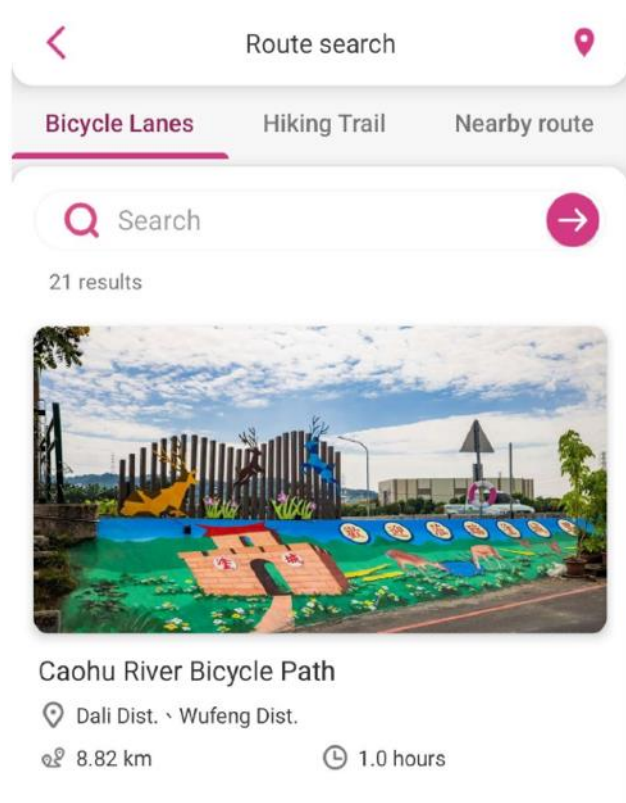 Route search
Bicycle Lanes Hiking Trail Nearby route
Search
21 results
Caohu River Bicycle Path
Dali Dist.、Wufeng Dist.
8.82 km 1.0 hours